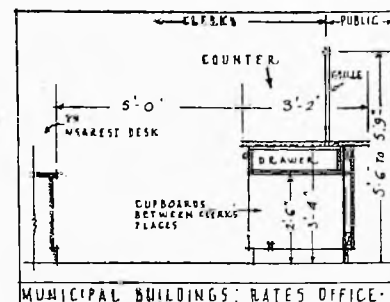 CLERKS PUBLIC
COUNTER
GRILLE
5'-0" 3'-2"
NEAREST DESK
DRAWER
5'-6" TO 5'-9"
CUPBOARDS
BETWEEN CLERKS
PLACES
2'-6"
3'-4"
MUNICIPAL BUILDINGS: RATES OFFICE.